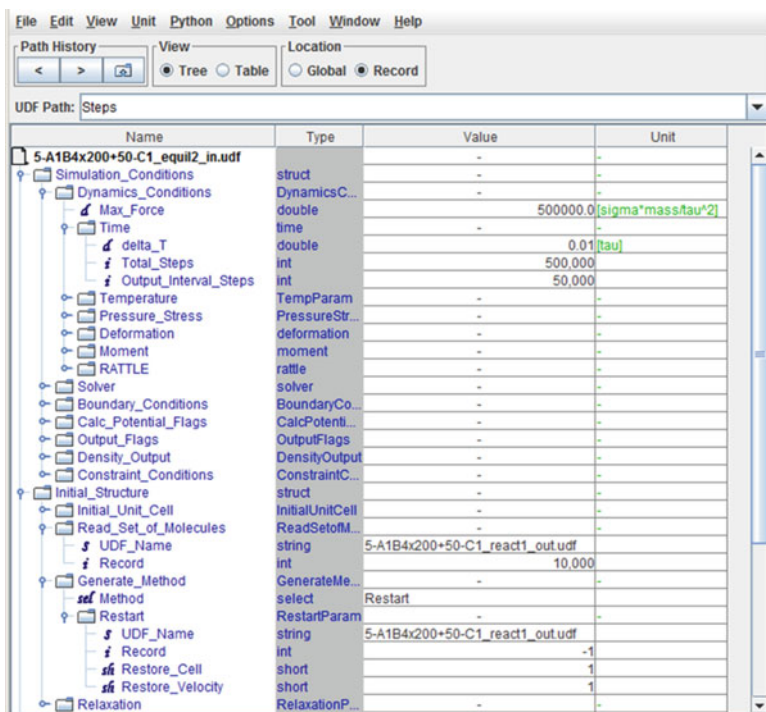 File Edit View Unit Python Options Tool Window Help
Path History View Location
< > Tree Table Global Record
UDF Path: Steps
Name Type Value Unit
5-A1B4x200+50-C1_equil2_in.udf - -
Simulation_Conditions struct - -
Dynamics_Conditions DynamicsC... - -
d Max_Force double 500000.0 [sigma*mass/tau^2]
Time time - -
d delta_T double 0.01 [tau]
i Total_Steps int 500,000
i Output_Interval_Steps int 50,000
Temperature TempParam - -
Pressure_Stress PressureStr... - -
Deformation deformation - -
Moment moment - -
RATTLE rattle - -
Solver solver - -
Boundary_Conditions BoundaryCo... - -
Calc_Potential_Flags CalcPotenti... - -
Output_Flags OutputFlags - -
Density_Output DensityOutput - -
Constraint_Conditions ConstraintC... - -
Initial_Structure struct - -
Initial_Unit_Cell InitialUnitCell - -
Read_Set_of_Molecules ReadSetofM... - -
s UDF_Name string 5-A1B4x200+50-C1_react1_out.udf
i Record int 10,000
Generate_Method GenerateMe... - -
sel Method select Restart
Restart RestartParam - -
s UDF_Name string 5-A1B4x200+50-C1_react1_out.udf
i Record int -1
sh Restore_Cell short 1
sh Restore_Velocity short 1
Relaxation RelaxationP... - -